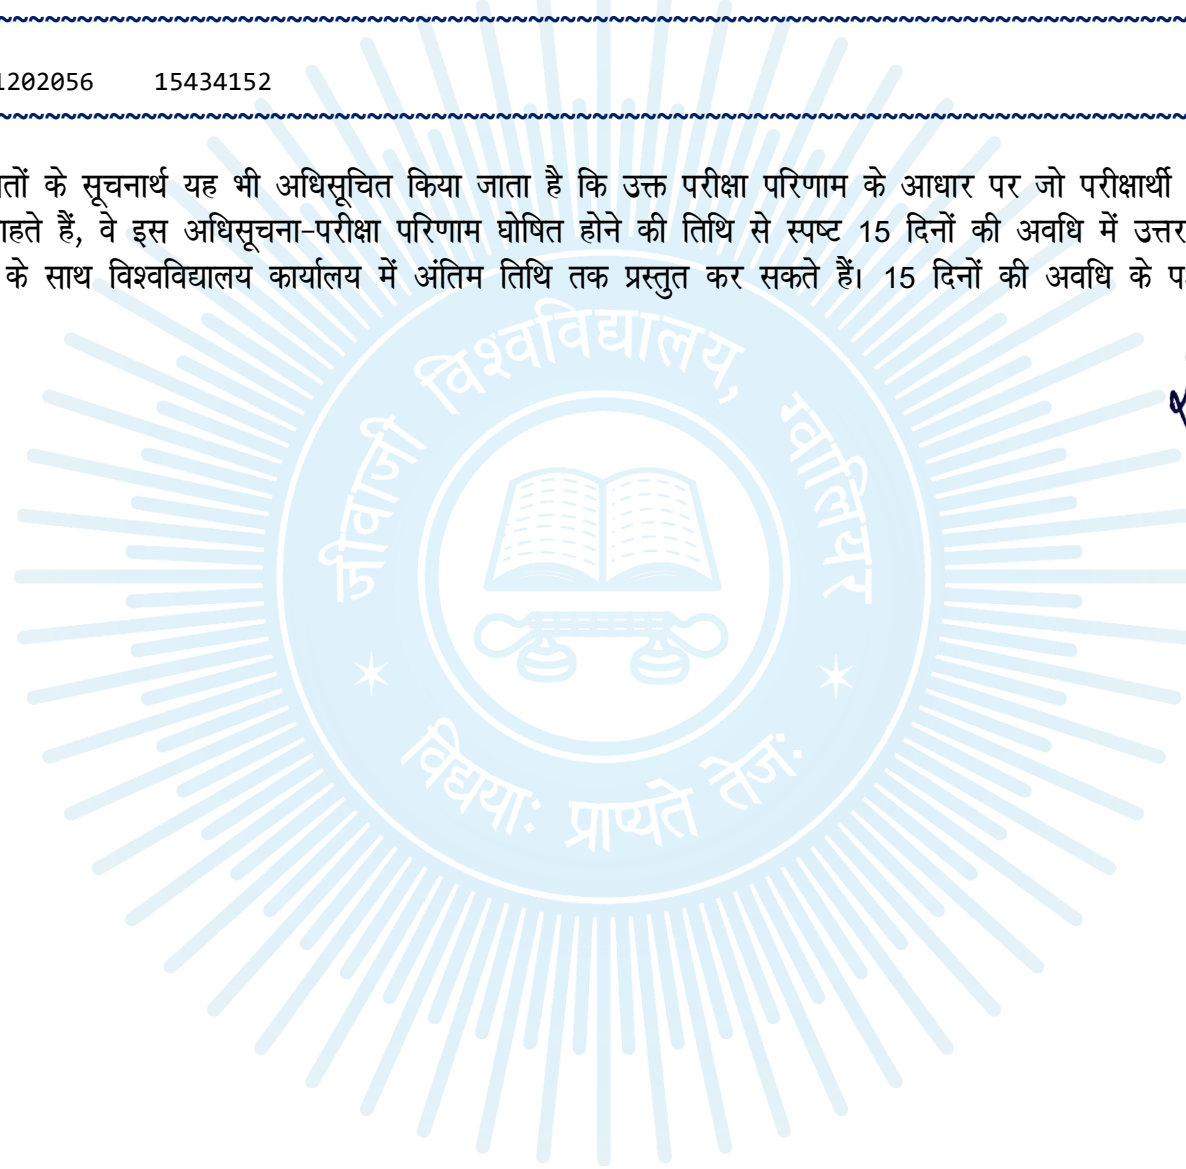 1202056 15434152
तों के सूचनार्थ यह भी अधिसूचित किया जाता है कि उक्त परीक्षा परिणाम के आधार पर जो परीक्षार्थी
ाहते हैं, वे इस अधिसूचना-परीक्षा परिणाम घोषित होने की तिथि से स्पष्ट 15 दिनों की अवधि में उत्तर
के साथ विश्वविद्यालय कार्यालय में अंतिम तिथि तक प्रस्तुत कर सकते हैं। 15 दिनों की अवधि के
जीवाजी विश्वविद्यालय, ग्वालियर
विद्यया: प्राप्यते तेज: